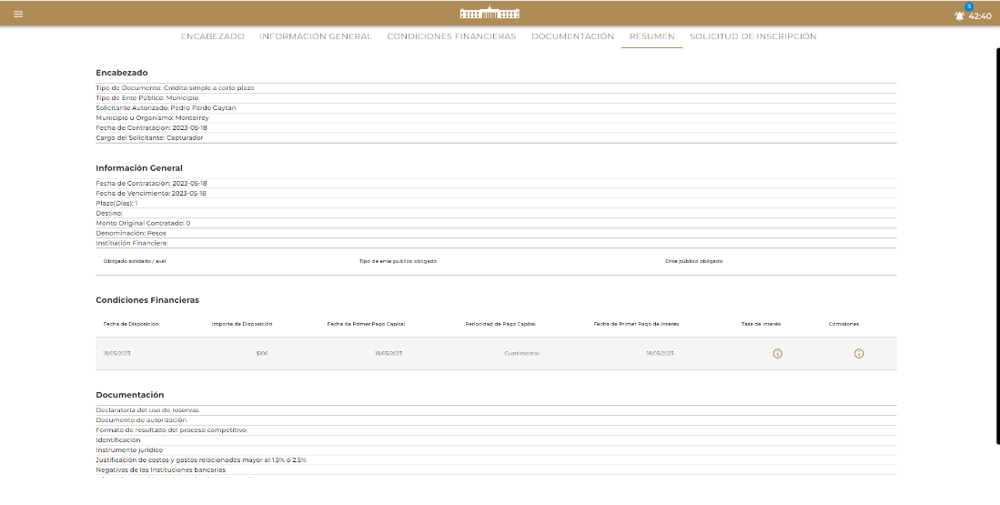 3
42:40
ENCABEZADO INFORMACIÓN GENERAL CONDICIONES FINANCIERAS DOCUMENTACIÓN RESUMEN SOLICITUD DE INSCRIPCIÓN
Encabezado
Tipo de Documento: Crédito simple a corto plazo
Tipo de Ente Público: Municipio
Solicitante Autorizado: Pedro Pardo Gaytan
Municipio u Organismo: Monterrey
Fecha de Contratacion: 2023-05-18
Cargo del Solicitante: Capturador
Información General
Fecha de Contratación: 2023-05-18
Fecha de Vencimiento: 2023-05-18
Plazo(Días): 1
Destino:
Monto Original Contratado: 0
Denominación: Pesos
Institución Financiera:
Obligado solidario / aval Tipo de ente público obligado Ente público obligado
Condiciones Financieras
Fecha de Disposición Importe de Disposición Fecha de Primer Pago Capital Periocidad de Pago Capital Fecha de Primer Pago de Interés Tasa de Interés Comisiones
18/05/2023 $100 18/05/2023 Cuatrimestral 18/05/2023
Documentación
Declaratoria del uso de reservas
Documento de autorización
Formato de resultado del proceso competitivo
Identificación
Instrumento jurídico
Justificación de costos y gastos relacionados mayor al 1.5% o 2.5%
Negativas de las Instituciones bancarias